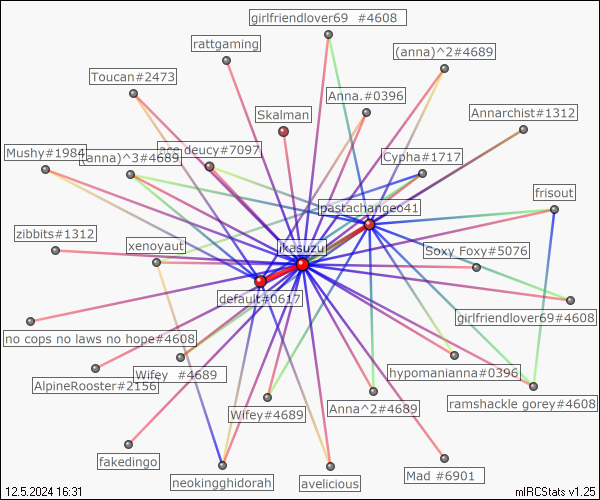 girlfriendlover69 #4608
rattgaming
(anna)^2#4689
Toucan#2473
Anna.#0396
Skalman
Annarchist#1312
Mushy#1984
(anna)^3#4689
deucy#7097
Cypha#1717
frisout
pastachangeo41
zibbits#1312
xenoyaut
ikasuzu
Soxy Foxy#5076
default#0617
girlfriendlover69#4608
no cops no laws no hope#4608
AlpineRooster#2156
Wifey #4689
hypomanianna#0396
Wifey#4689
Anna^2#4689
ramshackle gorey#4608
fakedingo
neokingghidorah
avelicious
Mad #6901
12.5.2024 16:31
mIRCStats v1.25